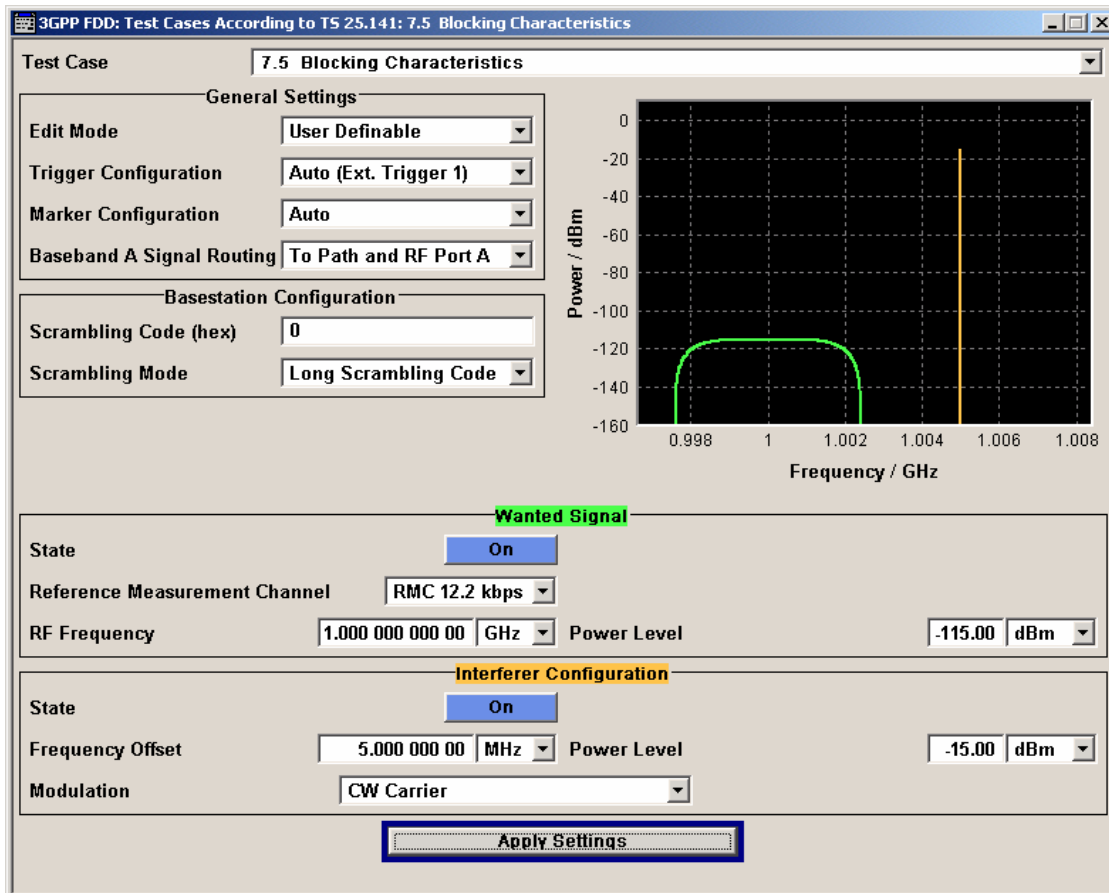 3GPP FDD: Test Cases According to TS 25.141: 7.5 Blocking Characteristics
Test Case 7.5 Blocking Characteristics
General Settings
Edit Mode User Definable
Trigger Configuration Auto (Ext. Trigger 1)
Marker Configuration Auto
Baseband A Signal Routing To Path and RF Port A
Basestation Configuration
Scrambling Code (hex) 0
Scrambling Mode Long Scrambling Code
Power / dBm
0
-20
-40
-60
-80
-100
-120
-140
-160
0.998 1 1.002 1.004 1.006 1.008
Frequency / GHz
Wanted Signal
State On
Reference Measurement Channel RMC 12.2 kbps
RF Frequency 1.000 000 000 00 GHz Power Level -115.00 dBm
Interferer Configuration
State On
Frequency Offset 5.000 000 00 MHz Power Level -15.00 dBm
Modulation CW Carrier
Apply Settings